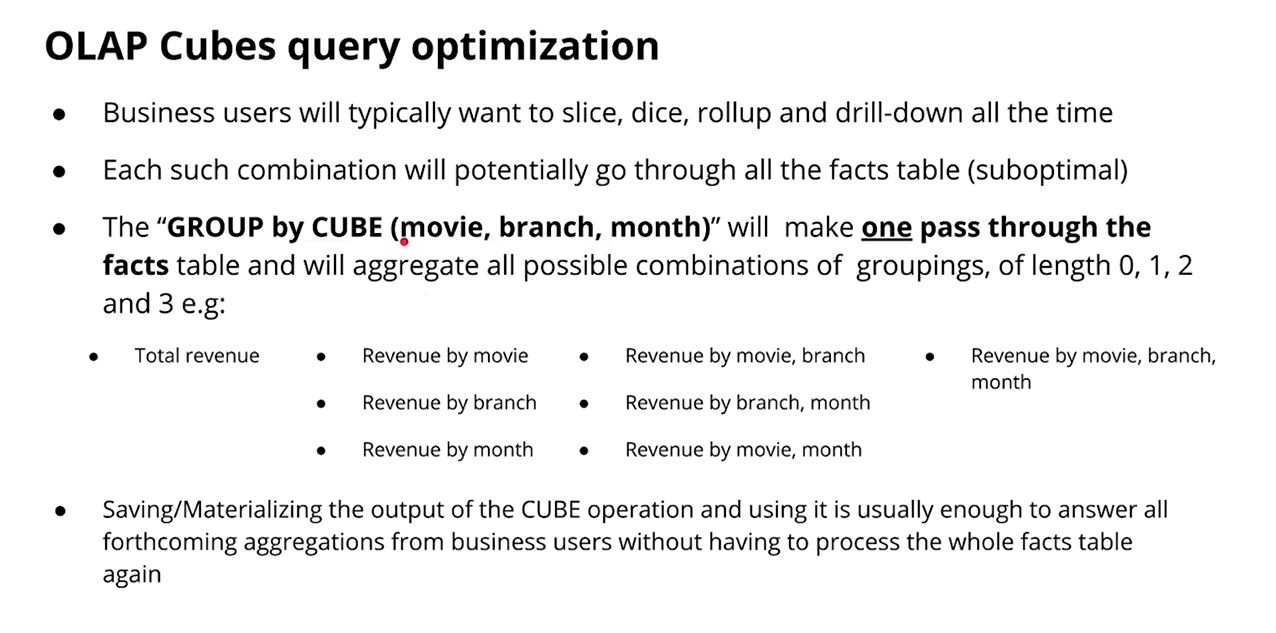 OLAP Cubes query optimization
● Business users will typically want to slice, dice, rollup and drill-down all the time
● Each such combination will potentially go through all the facts table (suboptimal)
● The “GROUP by CUBE (movie, branch, month)” will make one pass through the
facts table and will aggregate all possible combinations of groupings, of length 0, 1, 2
and 3 e.g:
● Total revenue
● Revenue by movie
● Revenue by branch
● Revenue by month
● Revenue by movie, branch
● Revenue by branch, month
● Revenue by movie, month
● Revenue by movie, branch,
month
● Saving/Materializing the output of the CUBE operation and using it is usually enough to answer all
forthcoming aggregations from business users without having to process the whole facts table
again